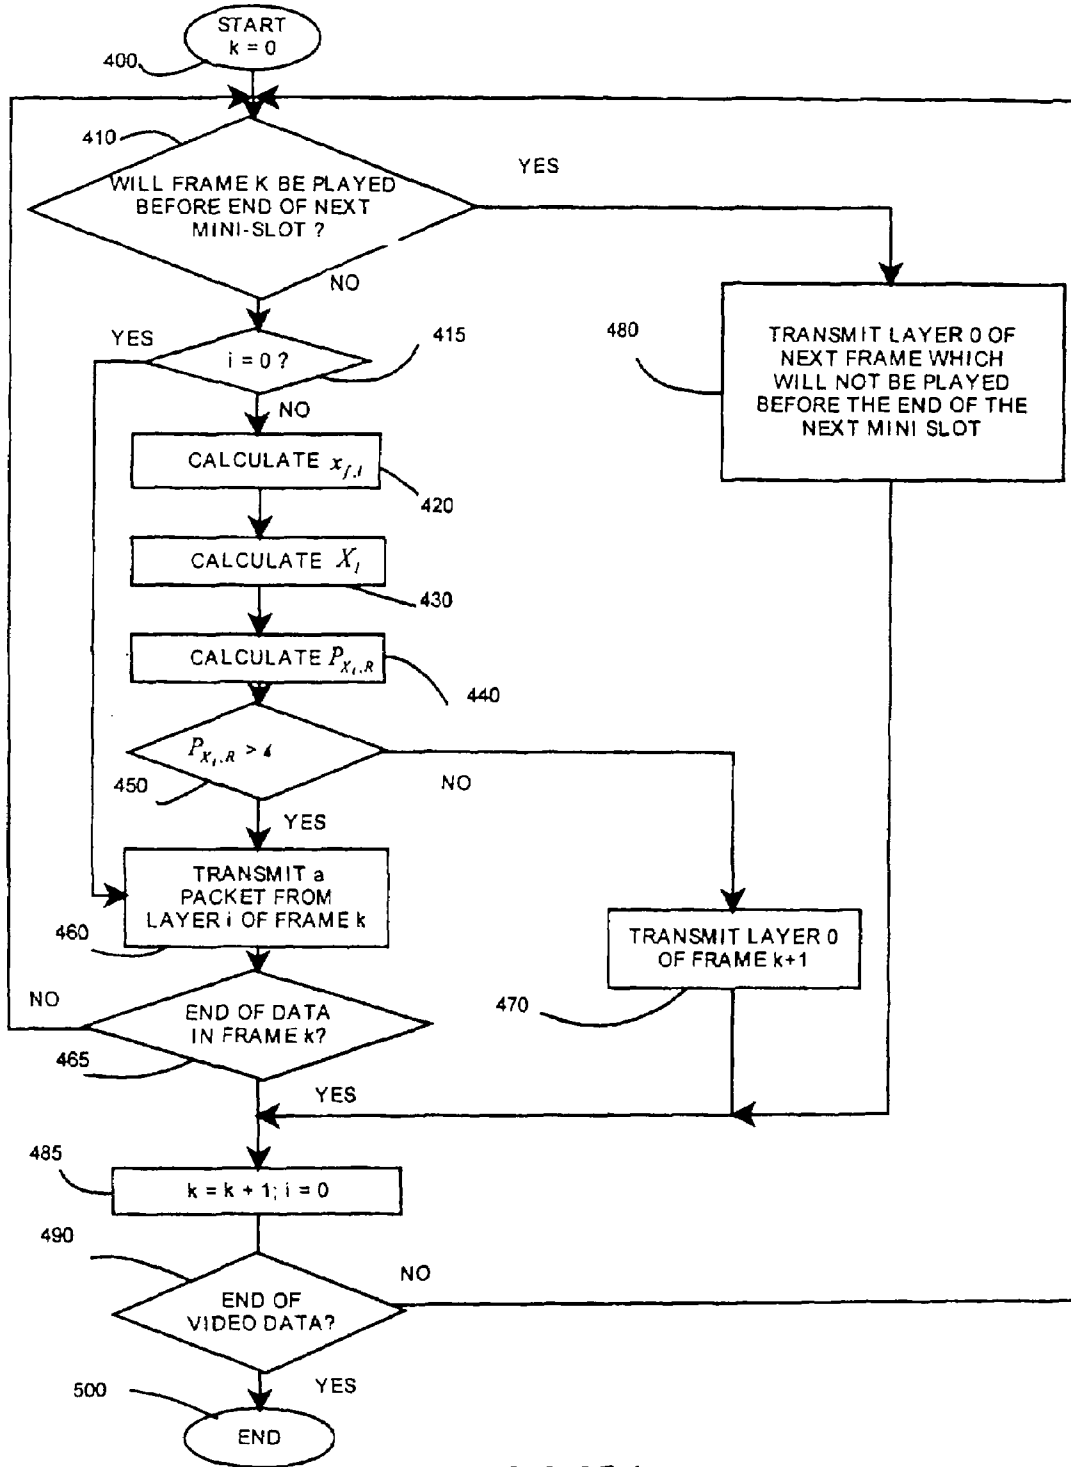 START
k = 0
400
410
WILL FRAME K BE PLAYED
BEFORE END OF NEXT
MINI-SLOT ?
YES
NO
YES
i = 0 ?
415
NO
480
TRANSMIT LAYER 0 OF
NEXT FRAME WHICH
WILL NOT BE PLAYED
BEFORE THE END OF THE
NEXT MINI SLOT
CALCULATE
420
CALCULATE
430
CALCULATE
440
450
NO
YES
TRANSMIT a
PACKET FROM
LAYER i OF FRAME k
460
TRANSMIT LAYER 0
OF FRAME k+1
470
NO
END OF DATA
IN FRAME k?
465
YES
485
k = k + 1; i = 0
490
NO
END OF
VIDEO DATA?
YES
500
END